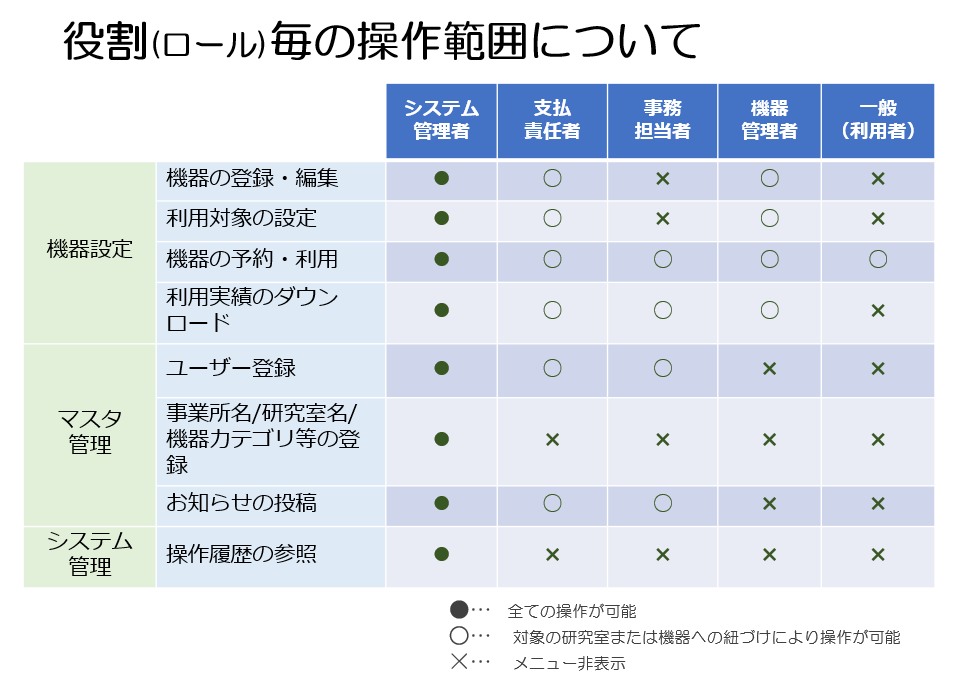 役割(ロール)毎の操作範囲について
システム
管理者
支払
責任者
事務
担当者
機器
管理者
一般
（利用者）
機器設定
機器の登録・編集
● ○ × ○ ×
利用対象の設定
● ○ × ○ ×
機器の予約・利用
● ○ ○ ○ ○
利用実績のダウン
ロード
● ○ ○ ○ ×
マスタ
管理
ユーザー登録
● ○ ○ × ×
事業所名/研究室名/
機器カテゴリ等の登
録
● × × × ×
お知らせの投稿
● ○ ○ × ×
システム
管理
操作履歴の参照
● × × × ×
●… 全ての操作が可能
○… 対象の研究室または機器への紐づけにより操作が可能
×… メニュー非表示